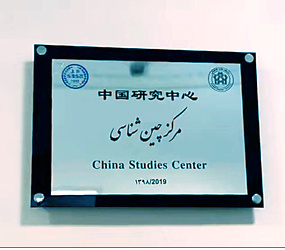 中国研究中心
مرکز چین شناسی
China Studies Center
۱۳۹۸/2019